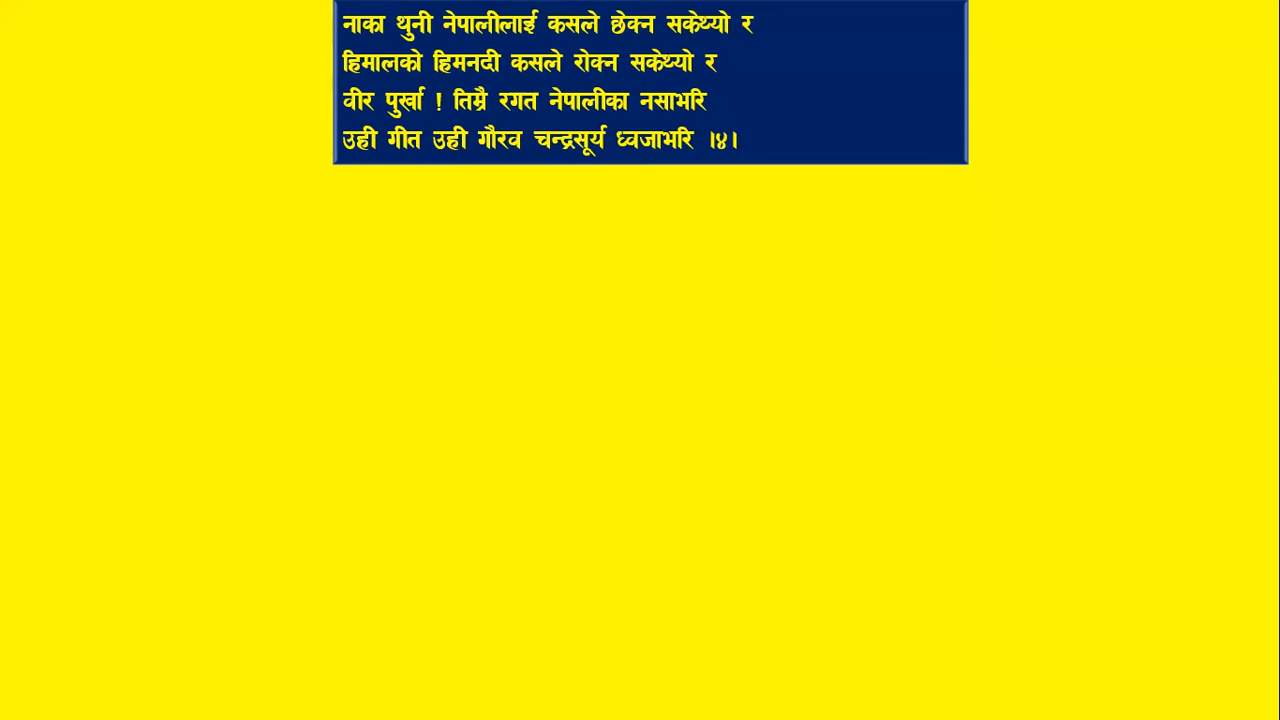 नाका थुनी नेपालीलाई कसले छेक्न सकेथ्यो र
हिमालको हिमनदी कसले रोक्न सकेथ्यो र
वीर पुर्खा ! तिम्रै रगत नेपालीका नसाभरि
उही गीत उही गौरव चन्द्रसूर्य ध्वजाभरि ।४।